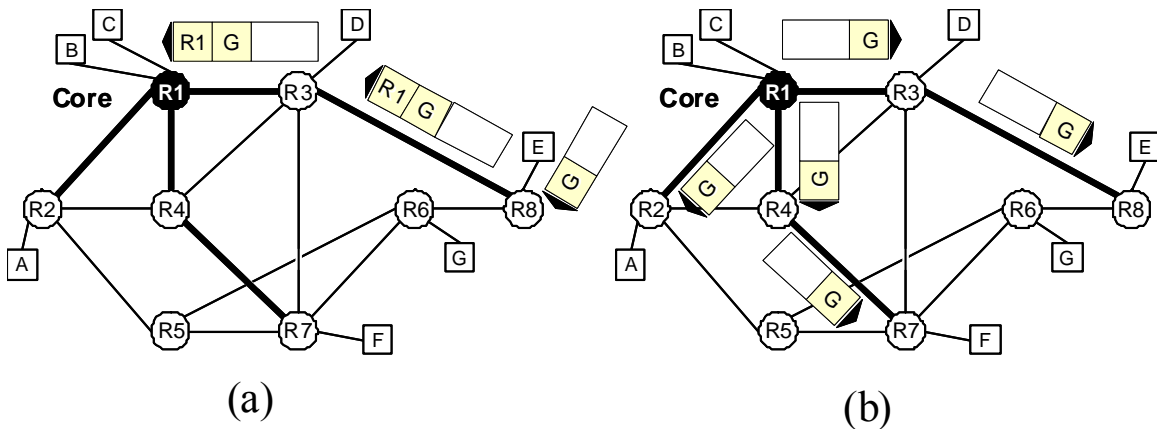 C
R1 G
D
B
R1 G
Core R1
R3
G
E
R2
R4
R6
R8
A
G
R5
R7
F
(a)
C
G
D
B
Core R1
R3
G
E
G
G
R2
R4
R6
R8
A
G
G
R5
R7
F
(b)